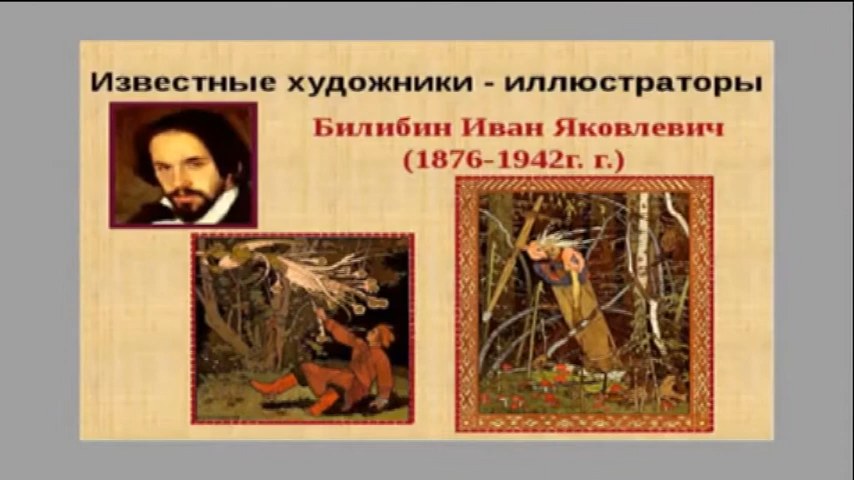 Известные художники - иллюстраторы
Билибин Иван Яковлевич
(1876-1942г. г.)